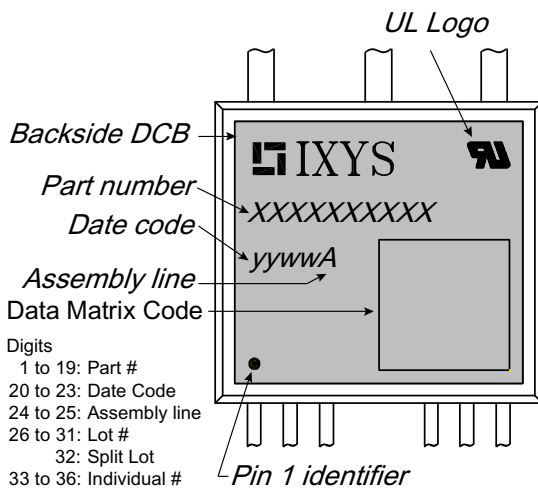 UL Logo
Backside DCB
IXYS
Part number
XXXXXXXXXX
Date code
yywwA
Assembly line
Data Matrix Code
Digits
1 to 19: Part #
20 to 23: Date Code
24 to 25: Assembly line
26 to 31: Lot #
32: Split Lot
33 to 36: Individual #
Pin 1 identifier